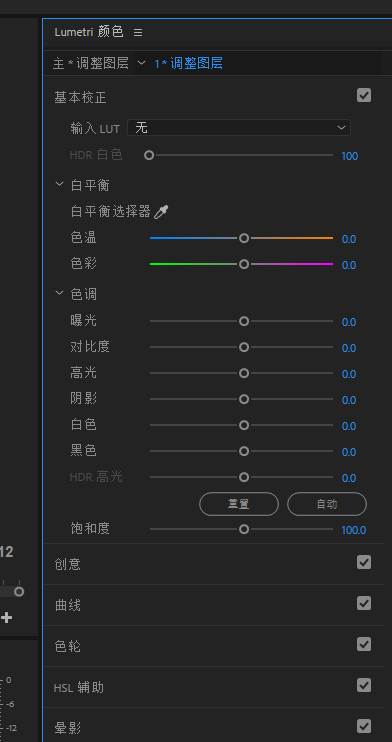 Lumetri 颜色
主 * 调整图层 1 * 调整图层
基本校正
输入 LUT 无
HDR 白色 100
白平衡
白平衡选择器
色温 0.0
色彩 0.0
色调
曝光 0.0
对比度 0.0
高光 0.0
阴影 0.0
白色 0.0
黑色 0.0
HDR 高光 0.0
重置 自动
饱和度 100.0
12
创意
曲线
色轮
0
HSL 辅助
-6
晕影
-12